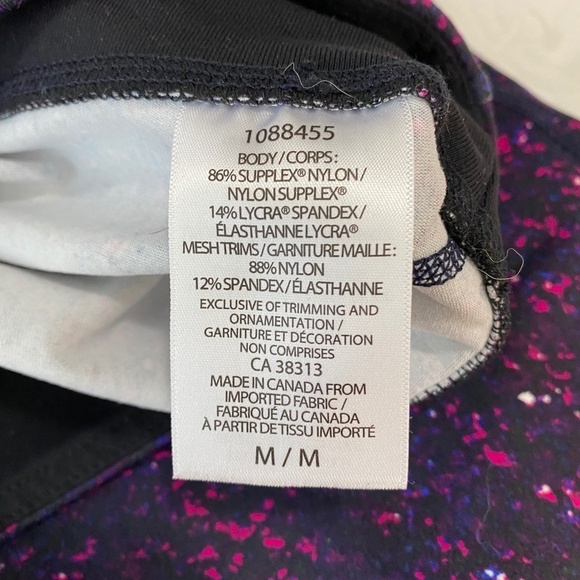 1088455
BODY/CORPS:
86% SUPPLEX® NYLON/
NYLON SUPPLEX®
14% LYCRA® SPANDEX/
ÉLASTHANNE LYCRA®
MESH TRIMS/GARNITURE MAILLE:
88% NYLON
12% SPANDEX/ÉLASTHANNE
EXCLUSIVE OF TRIMMING AND
ORNAMENTATION/
GARNITURE ET DÉCORATION
NON COMPRISES
CA 38313
MADE IN CANADA FROM
IMPORTED FABRIC/
FABRIQUÉ AU CANADA
À PARTIR DE TISSU IMPORTÉ
M / M